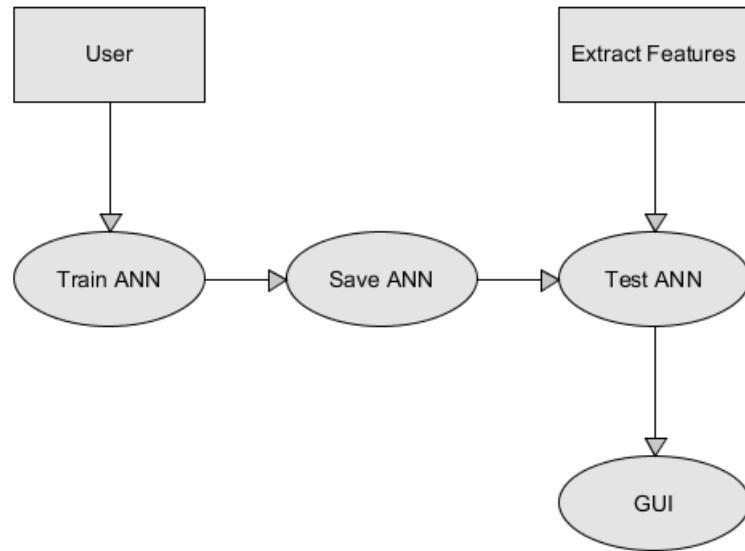 User
Extract Features
Train ANN
Save ANN
Test ANN
GUI